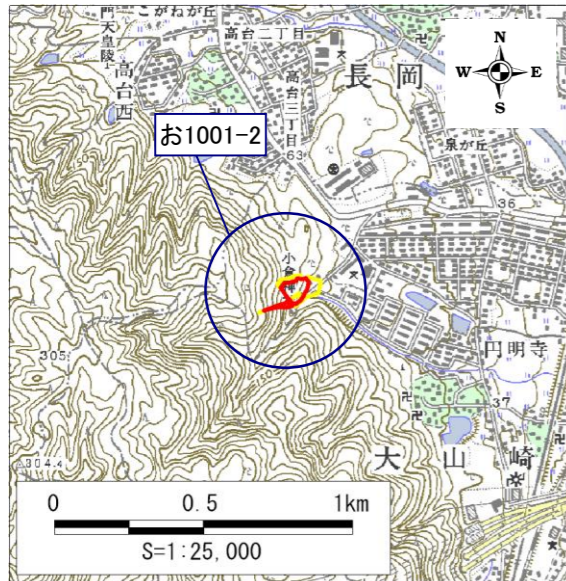 こがねが丘
高台二丁目
門天皇陵
高台西
高台三丁目
長岡
N
W E
S
お1001-2
63
泉が丘
36
小倉
305
円明寺
37
304.4
大山崎
0 0.5 1km
S=1:25,000